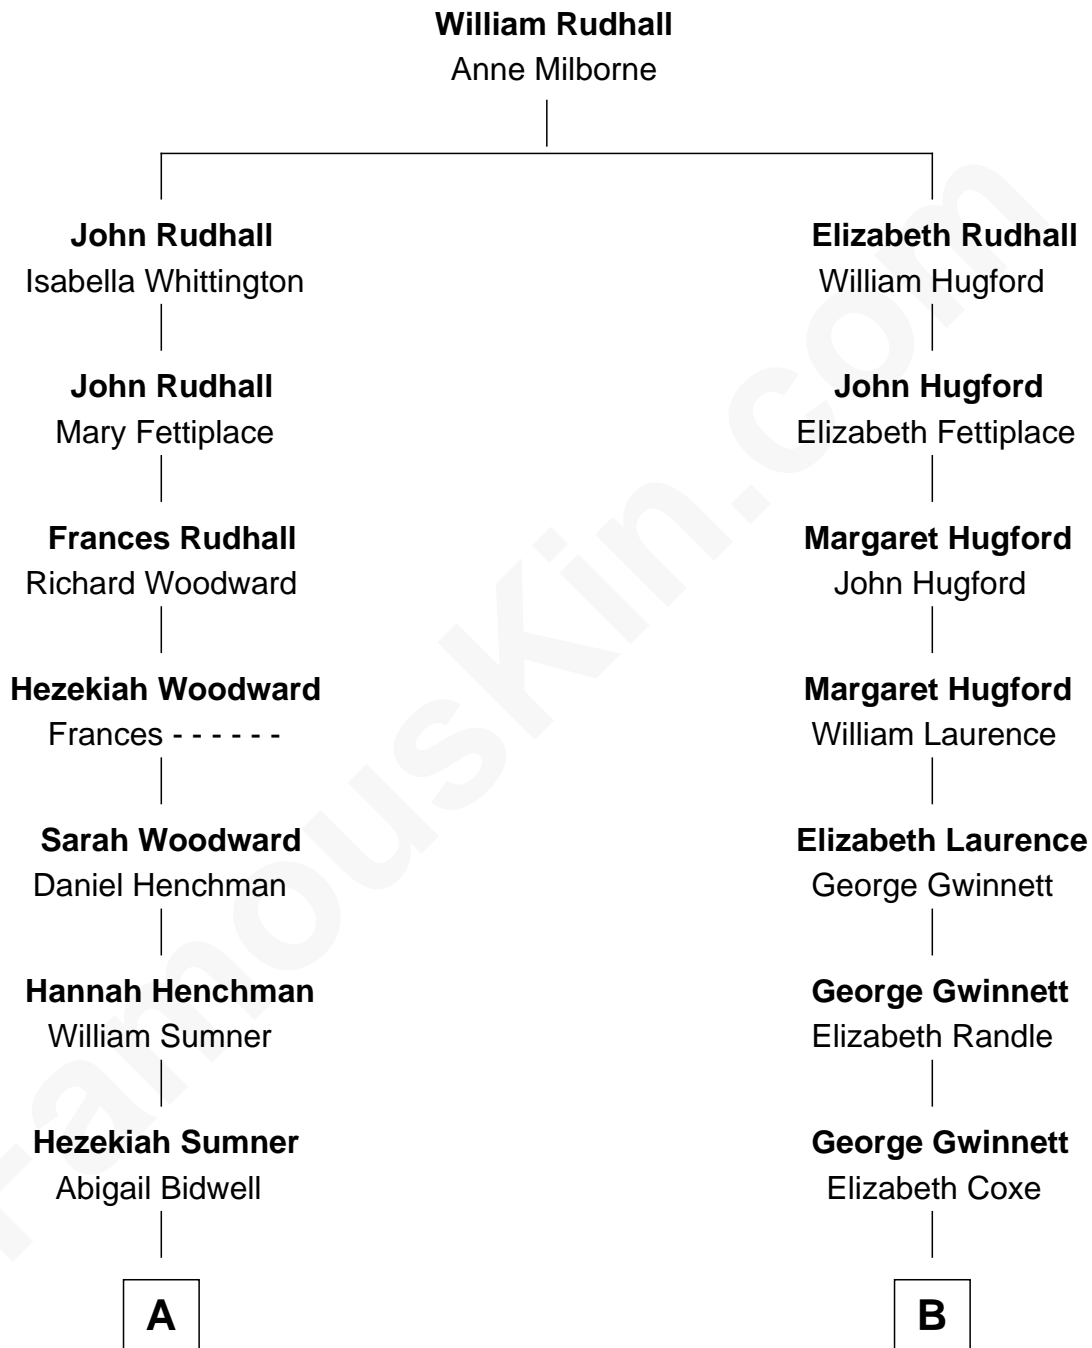 William Rudhall
Anne Milborne
John Rudhall
Isabella Whittington
Elizabeth Rudhall
William Hugford
John Rudhall
Mary Fettiplace
John Hugford
Elizabeth Fettiplace
Frances Rudhall
Richard Woodward
Margaret Hugford
John Hugford
Hezekiah Woodward
Frances - - - - - -
Margaret Hugford
William Laurence
Sarah Woodward
Daniel Henchman
Elizabeth Laurence
George Gwinnett
Hannah Henchman
William Sumner
George Gwinnett
Elizabeth Randle
Hezekiah Sumner
Abigail Bidwell
George Gwinnett
Elizabeth Coxe
A
B
FamousKin.com